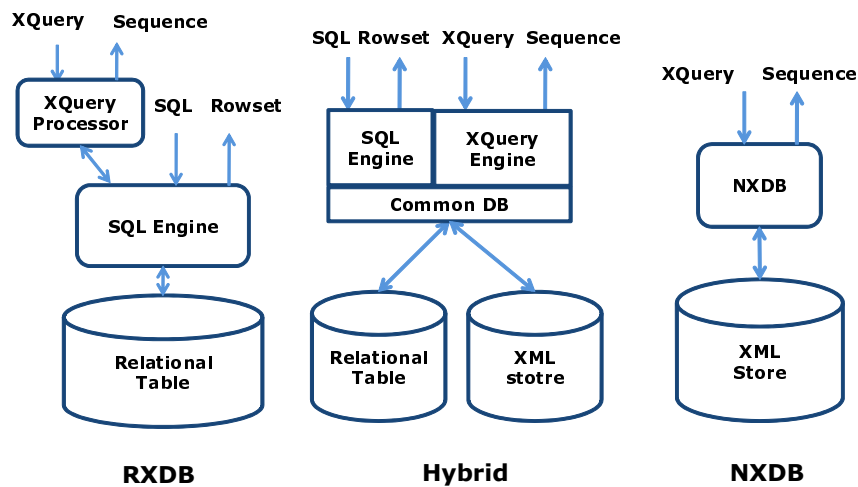 XQuery Sequence
XQuery
Processor
SQL Rowset
SQL Engine
Relational
Table
RXDB
SQL Rowset XQuery Sequence
SQL
Engine
XQuery
Engine
Common DB
Relational
Table
XML
stotre
Hybrid
XQuery Sequence
NXDB
XML
Store
NXDB